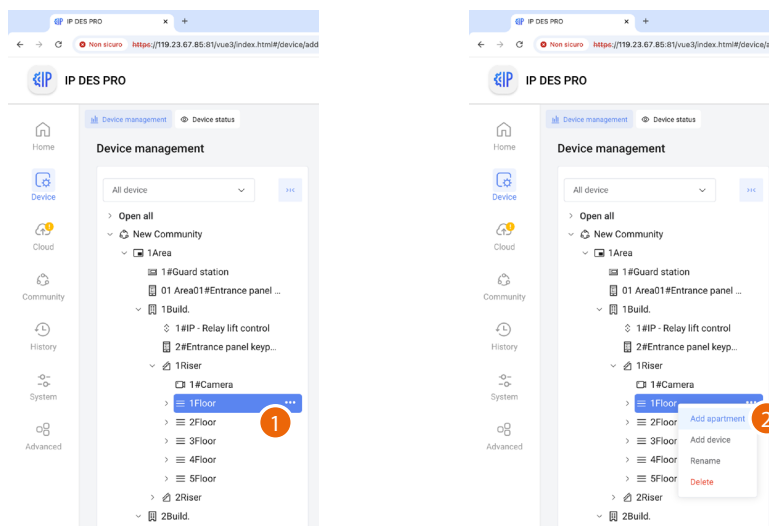 IP DES PRO × +
Non sicuro https://119.23.67.85:81/vue3/index.html#/device/add
IP DES PRO
Device management Device status
Home
Device management
Device
All device
Open all
Cloud
New Community
1Area
1#Guard station
Community
01 Area01#Entrance panel ...
1Build.
History
1#IP - Relay lift control
2#Entrance panel keyp...
1Riser
System
1#Camera
1Floor ...
1
2Floor
Advanced
3Floor
4Floor
5Floor
2Riser
2Build.
IP DES PRO × +
Non sicuro https://119.23.67.85:81/vue3/index.html#/device/a
IP DES PRO
Device management Device status
Home
Device management
Device
All device
Open all
Cloud
New Community
1Area
1#Guard station
Community
01 Area01#Entrance panel ...
1Build.
History
1#IP - Relay lift control
2#Entrance panel keyp...
1Riser
System
1#Camera
1Floor ...
Add apartment
2
2Floor
Add device
Advanced
3Floor
Rename
4Floor
Delete
5Floor
2Riser
2Build.